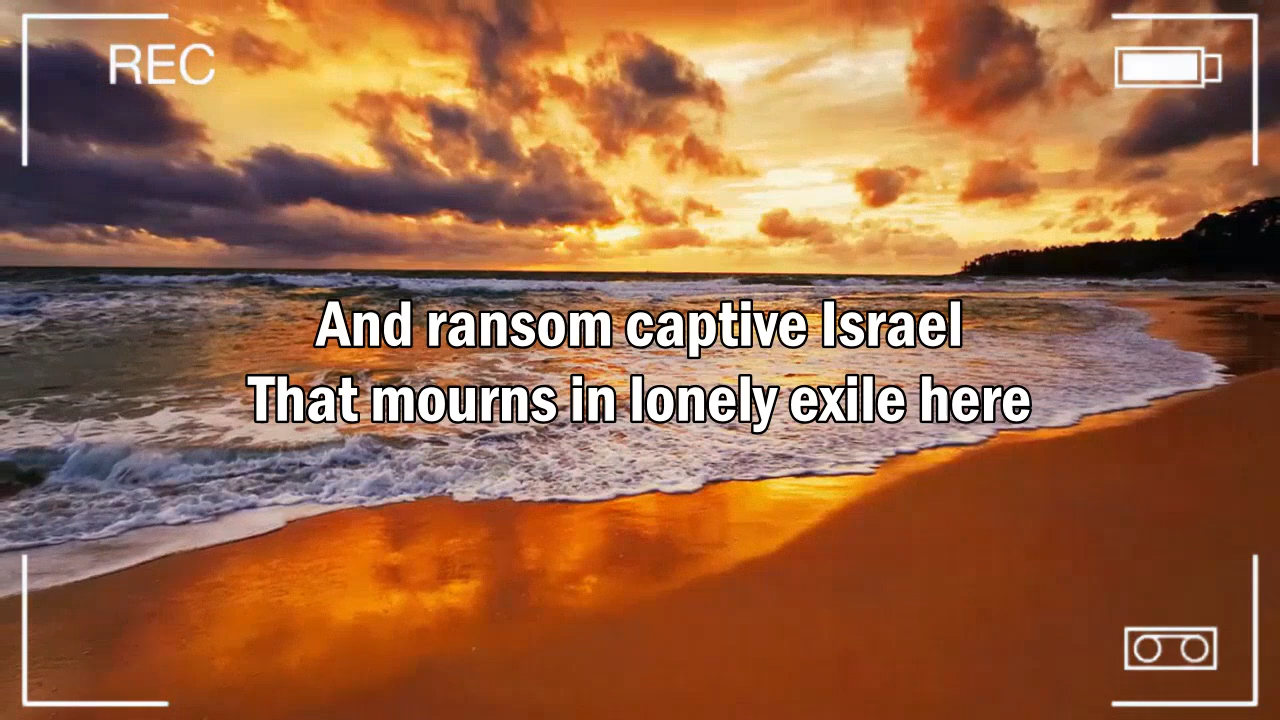 REC
And ransom captive Israel
That mourns in lonely exile here